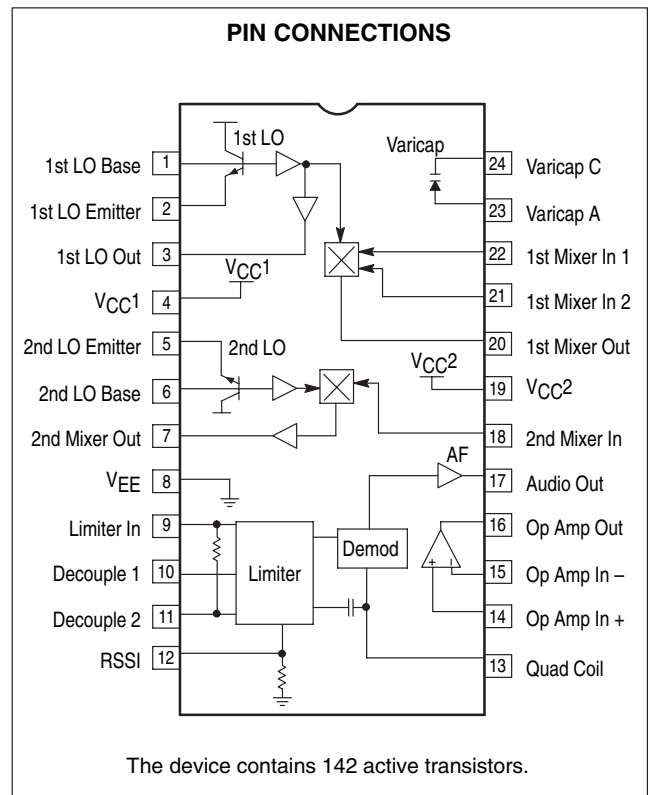 PIN CONNECTIONS
1st LO
1st LO Base 1
1st LO Emitter 2
1st LO Out 3
VCC1
VCC1 4
2nd LO Emitter 5
2nd LO
2nd LO Base 6
2nd Mixer Out 7
VEE 8
Limiter In 9
Decouple 1 10
Decouple 2 11
RSSI 12
Limiter
Demod
AF
Varicap
24 Varicap C
23 Varicap A
22 1st Mixer In 1
21 1st Mixer In 2
20 1st Mixer Out
VCC2
19 VCC2
18 2nd Mixer In
17 Audio Out
16 Op Amp Out
+ –
15 Op Amp In –
14 Op Amp In +
13 Quad Coil
The device contains 142 active transistors.